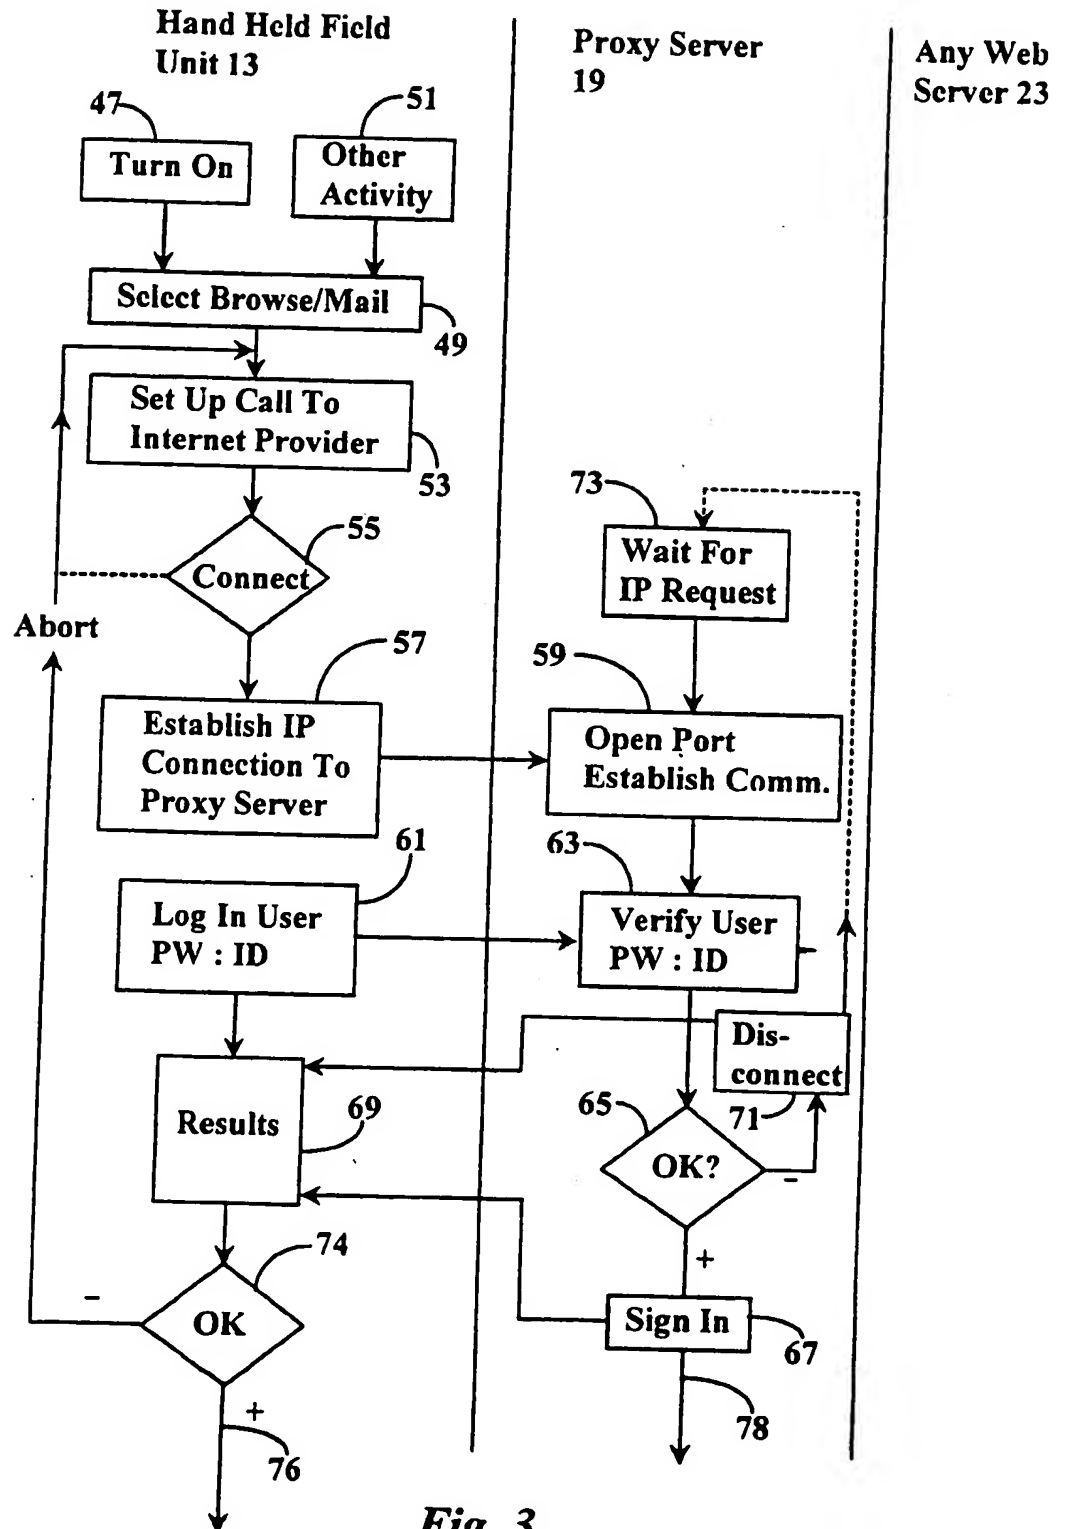 Hand Held Field
Unit 13
Proxy Server
19
Any Web
Server 23
47
51
Turn On
Other
Activity
Select Browse/Mail
49
Set Up Call To
Internet Provider
53
73
55
Wait For
IP Request
Connect
Abort
57
59
Establish IP
Connection To
Proxy Server
Open Port
Establish Comm.
61
63
Log In User
PW : ID
Verify User
PW : ID
-
Dis-
connect
71
Results
69
65
OK?
-
74
+
-
OK
Sign In
67
+
78
76
Fig. 3